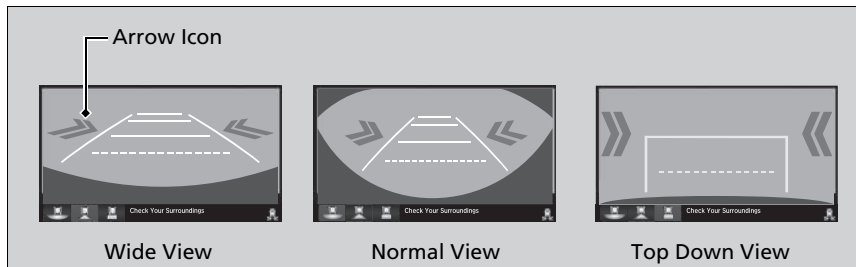 Arrow Icon
Check Your Surroundings
Check Your Surroundings
Check Your Surroundings
Wide View
Normal View
Top Down View